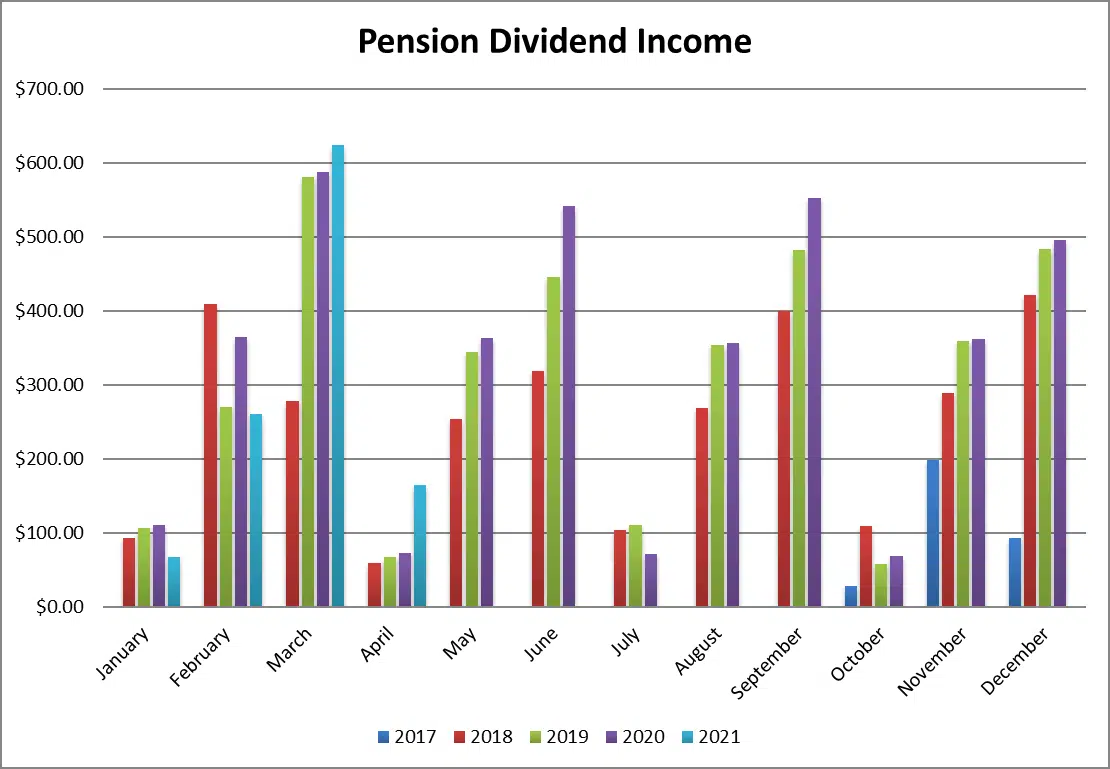 Pension Dividend Income
$700.00
$600.00
$500.00
$400.00
$300.00
$200.00
$100.00
$0.00
January
February
March
April
May
June
July
August
September
October
November
December
2017 2018 2019 2020 2021